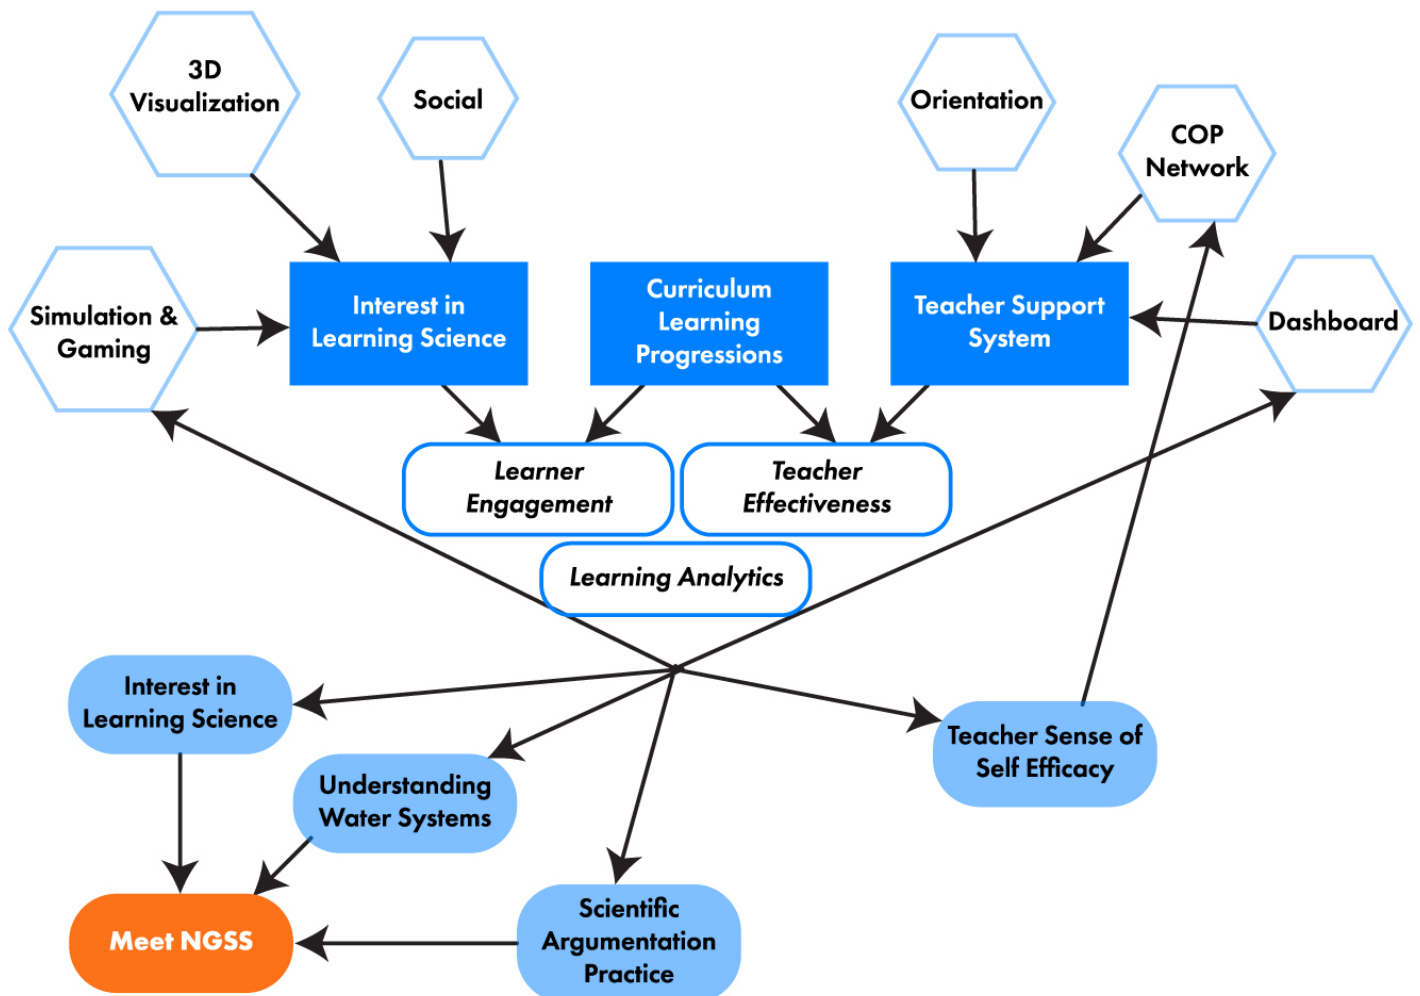 3D
Visualization
Social
Orientation
COP
Network
Simulation &
Gaming
Interest in
Learning Science
Curriculum
Learning
Progressions
Teacher Support
System
Dashboard
Learner
Engagement
Teacher
Effectiveness
Learning Analytics
Interest in
Learning Science
Teacher Sense of
Self Efficacy
Understanding
Water Systems
Scientific
Argumentation
Practice
Meet NGSS